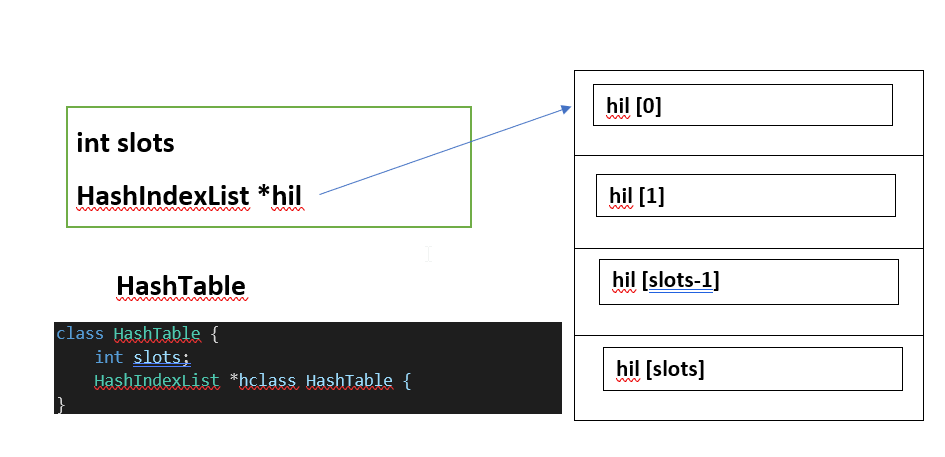 int slots
HashIndexList *hil
HashTable
class HashTable {
int slots;
HashIndexList *hclass HashTable {
}
hil [0]
hil [1]
hil [slots-1]
hil [slots]